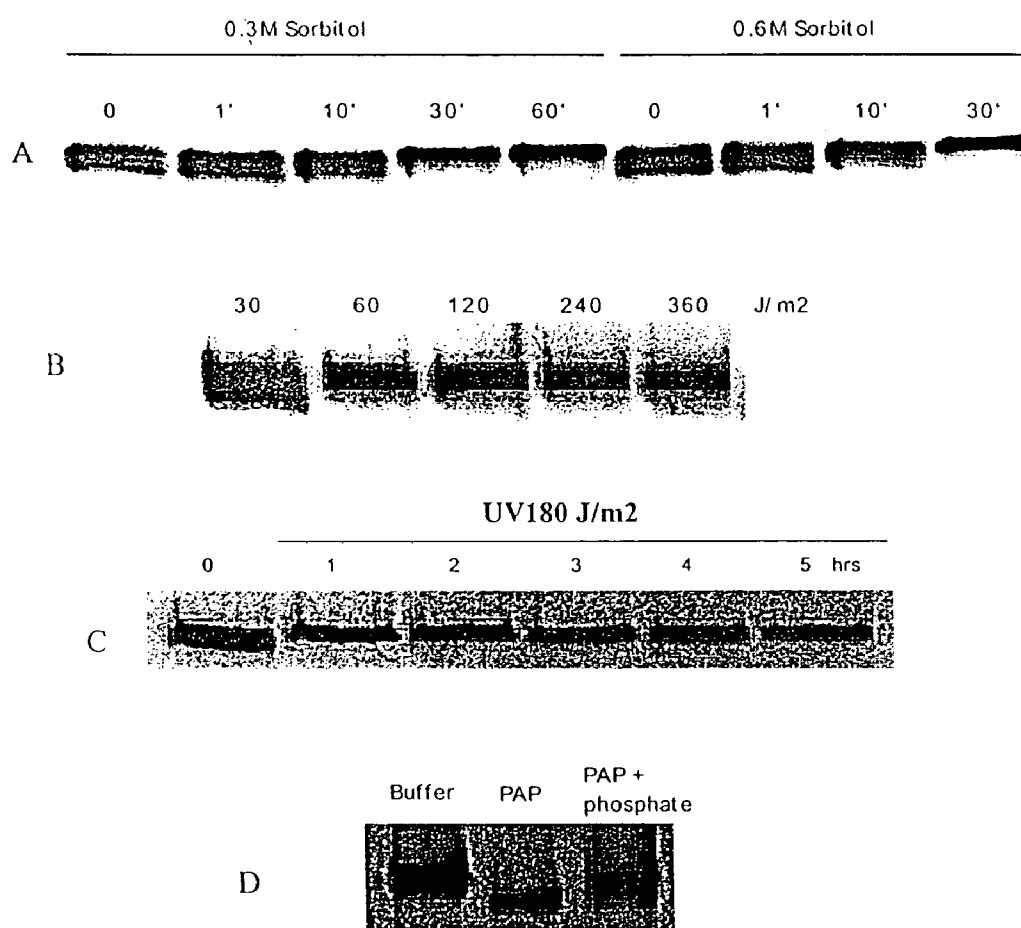 0.3M Sorbitol 0.6M Sorbitol
0 1' 10' 30' 60' 0 1' 10' 30'
A
30 60 120 240 360 J/ m2
B
UV180 J/m2
0 1 2 3 4 5 hrs
C
Buffer PAP PAP +
phosphate
D